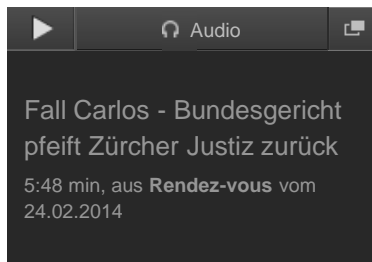 Audio
Fall Carlos - Bundesgericht
pfeift Zürcher Justiz zurück
5:48 min, aus Rendez-vous vom
24.02.2014